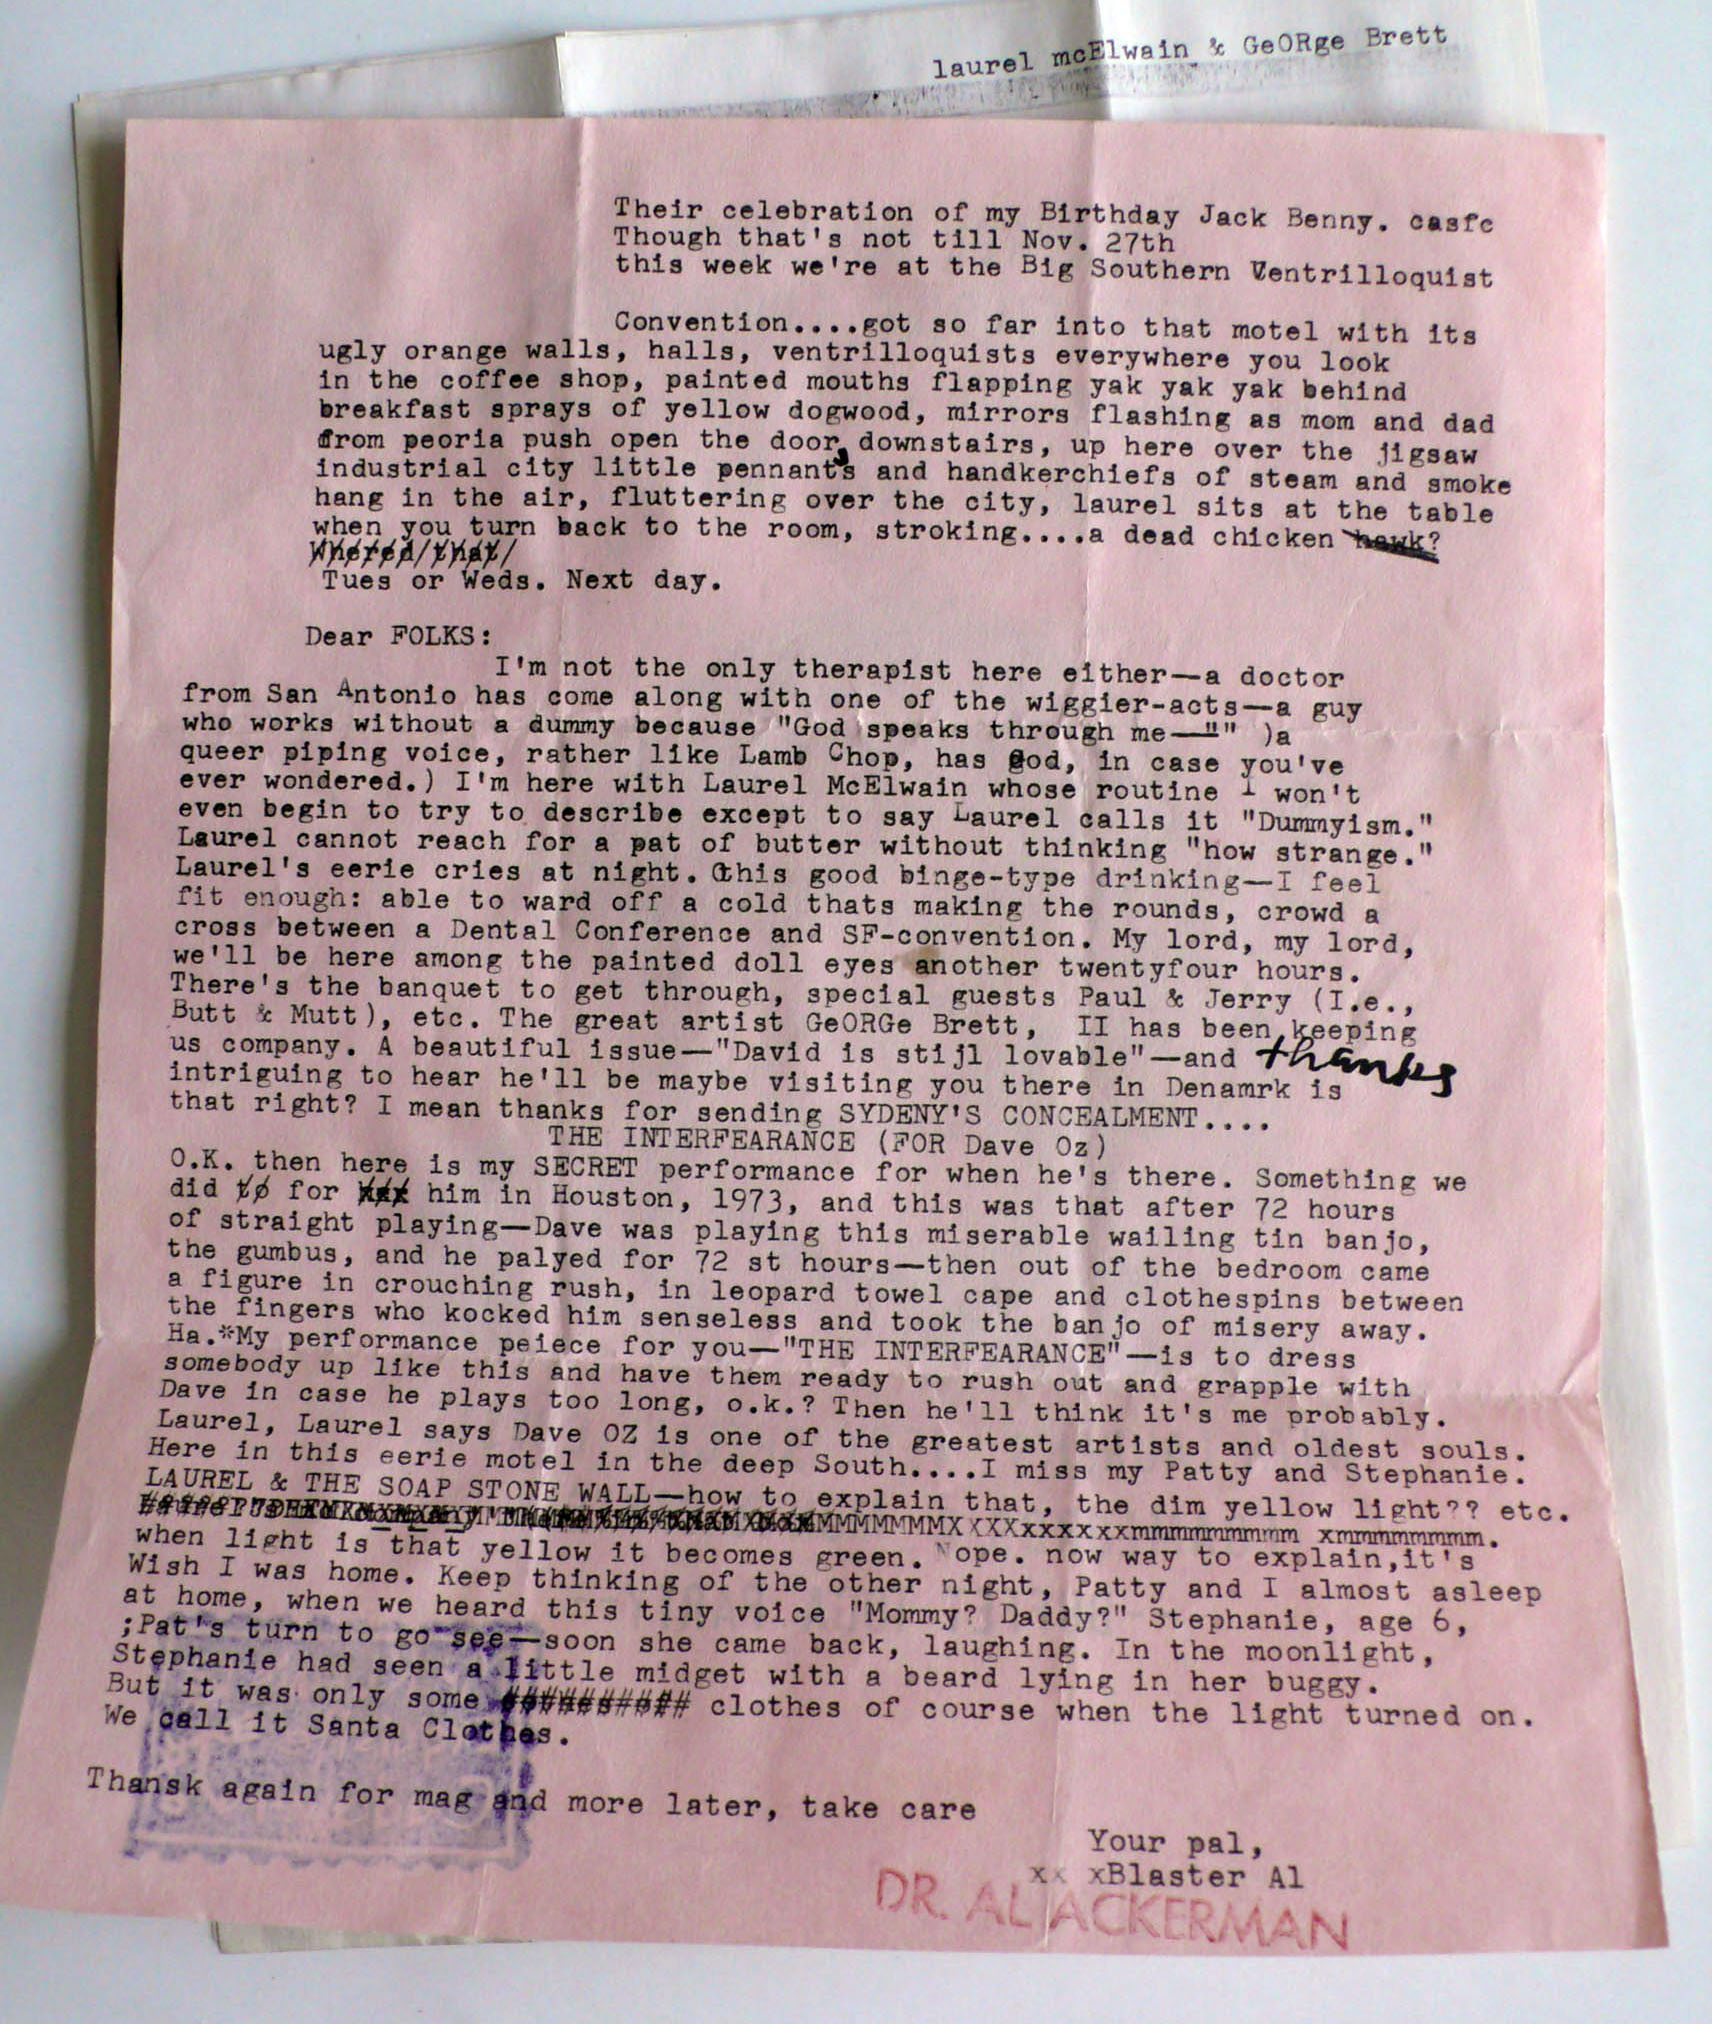 laurel mcElwain & GeORge Brett
Their celebration of my Birthday Jack Benny. casfc
Though that's not till Nov. 27th
this week we're at the Big Southern Ventrilloquist
Convention....got so far into that motel with its
ugly orange walls, halls, ventrilloquists everywhere you look
in the coffee shop, painted mouths flapping yak yak yak behind
breakfast sprays of yellow dogwood, mirrors flashing as mom and dad
from peoria push open the door, downstairs, up here over the jigsaw
industrial city little pennants and handkerchiefs of steam and smoke
hang in the air, fluttering over the city, laurel sits at the table
when you turn back to the room, stroking....a dead chicken hawk?
Whered/that/
Tues or Weds. Next day.
Dear FOLKS:
I'm not the only therapist here either—a doctor
from San Antonio has come along with one of the wiggier-acts—a guy
who works without a dummy because "God speaks through me—"" )a
queer piping voice, rather like Lamb Chop, has god, in case you've
ever wondered.) I'm here with Laurel McElwain whose routine I won't
even begin to try to describe except to say Laurel calls it "Dummyism."
Laurel cannot reach for a pat of butter without thinking "how strange."
Laurel's eerie cries at night. (this good binge-type drinking—I feel
fit enough: able to ward off a cold thats making the rounds, crowd a
cross between a Dental Conference and SF-convention. My lord, my lord,
we'll be here among the painted doll eyes another twentyfour hours.
There's the banquet to get through, special guests Paul & Jerry (I.e.,
Butt & Mutt), etc. The great artist GeORGe Brett, II has been keeping
us company. A beautiful issue—"David is stijl lovable"—and thanks
intriguing to hear he'll be maybe visiting you there in Denamrk is
that right? I mean thanks for sending SYDENY'S CONCEALMENT....
THE INTERFEARANCE (FOR Dave Oz)
O.K. then here is my SECRET performance for when he's there. Something we
did to for him in Houston, 1973, and this was that after 72 hours
of straight playing—Dave was playing this miserable wailing tin banjo,
the gumbus, and he palyed for 72 st hours—then out of the bedroom came
a figure in crouching rush, in leopard towel cape and clothespins between
the fingers who kocked him senseless and took the banjo of misery away.
Ha.*My performance peiece for you—"THE INTERFEARANCE"—is to dress
somebody up like this and have them ready to rush out and grapple with
Dave in case he plays too long, o.k.? Then he'll think it's me probably.
Laurel, Laurel says Dave OZ is one of the greatest artists and oldest souls.
Here in this eerie motel in the deep South....I miss my Patty and Stephanie.
LAUREL & THE SOAP STONE WALL—how to explain that, the dim yellow light?? etc.
MMMMMMMXXXXxxxxxxxmmmmmmmmmm xmmmmmmmmm.
when light is that yellow it becomes green. Nope. now way to explain,it's
Wish I was home. Keep thinking of the other night, Patty and I almost asleep
at home, when we heard this tiny voice "Mommy? Daddy?" Stephanie, age 6,
;Pat's turn to go see—soon she came back, laughing. In the moonlight,
Stephanie had seen a little midget with a beard lying in her buggy.
But it was only some ########## clothes of course when the light turned on.
We call it Santa Clothes.
Thansk again for mag and more later, take care
Your pal,
xx xBlaster Al
DR. AL ACKERMAN